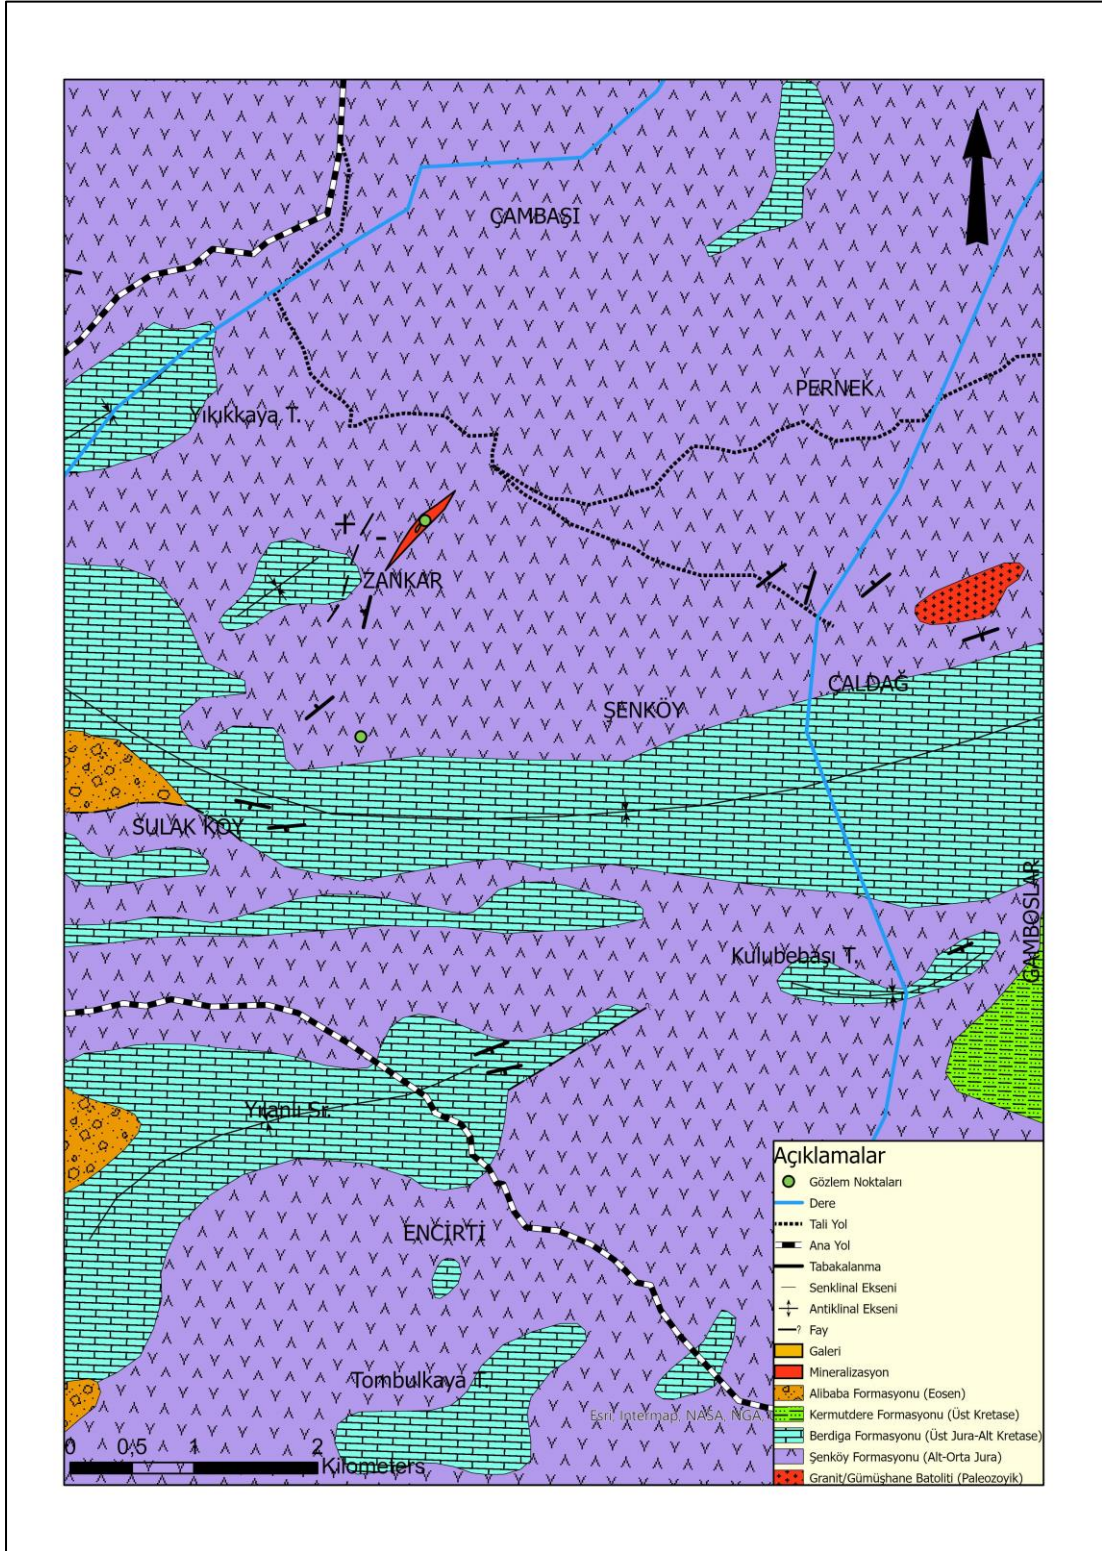 ÇAMBAŞI
PERNEK
Yıkıkkaya T.
+
-
ZANKAR
ÇALDAĞ
ŞENKÖY
SULAK KÖY
GAMBOSLAR
Kulubebaşı T.
Yılanlı Sr.
ENCİRTİ
Tombulkaya T.
Esri, Intermap, NASA, NGA,
0 0,5 1 2
Kilometers
Açıklamalar
Gözlem Noktaları
Dere
Tali Yol
Ana Yol
Tabakalanma
Senklinal Ekseni
Antiklinal Ekseni
? Fay
Galeri
Mineralizasyon
Alibaba Formasyonu (Eosen)
Kermutdere Formasyonu (Üst Kretase)
Berdiga Formasyonu (Üst Jura-Alt Kretase)
Şenköy Formasyonu (Alt-Orta Jura)
Granit/Gümüşhane Batoliti (Paleozoyik)